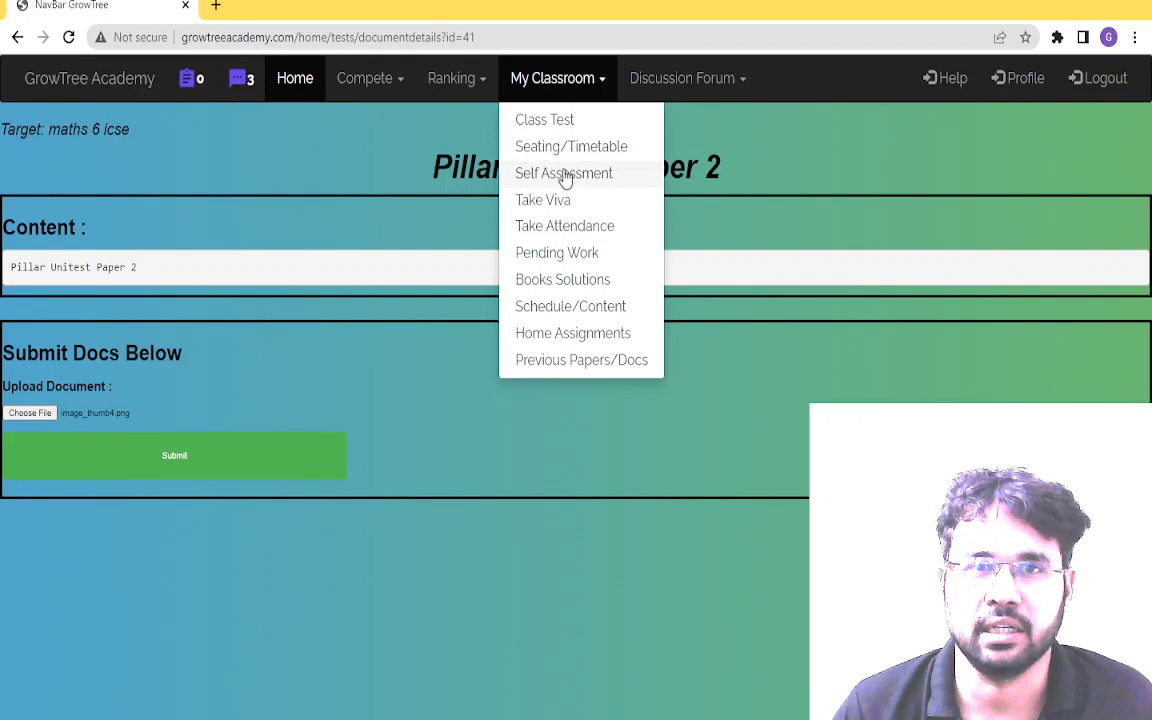 NavBar GrowTree
Not secure growtreeacademy.com/home/tests/documentdetails?id=41
G
GrowTree Academy 0 3 Home Compete Ranking My Classroom Discussion Forum Help Profile Logout
Target: maths 6 icse
Class Test
Seating/Timetable
Pillar per 2
Self Assessment
Take Viva
Take Attendance
Pending Work
Books Solutions
Schedule/Content
Home Assignments
Previous Papers/Docs
Content :
Pillar Unitest Paper 2
Submit Docs Below
Upload Document :
Choose File image_thumb4.png
Submit